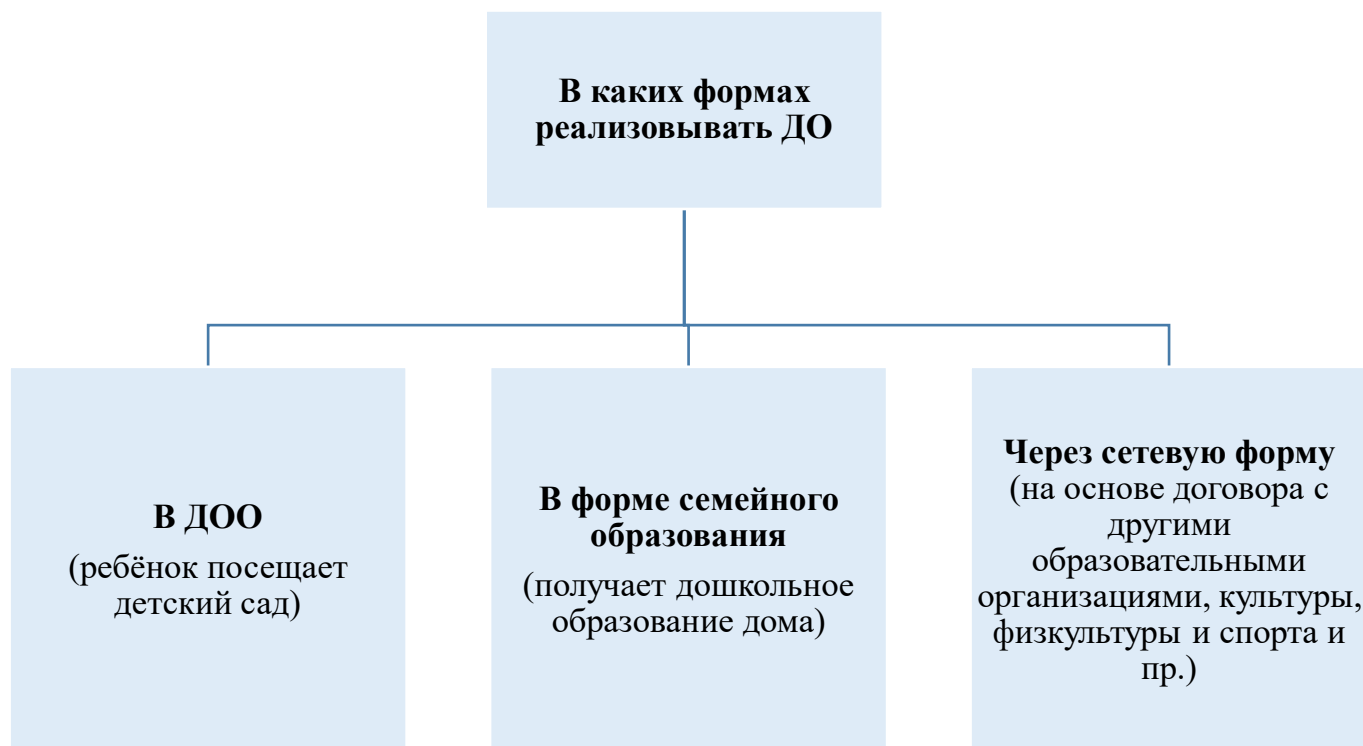 В каких формах
реализовывать ДО
В ДОО
(ребёнок посещает
детский сад)
В форме семейного
образования
(получает дошкольное
образование дома)
Через сетевую форму
(на основе договора с
другими
образовательными
организациями, культуры,
физкультуры и спорта и
пр.)